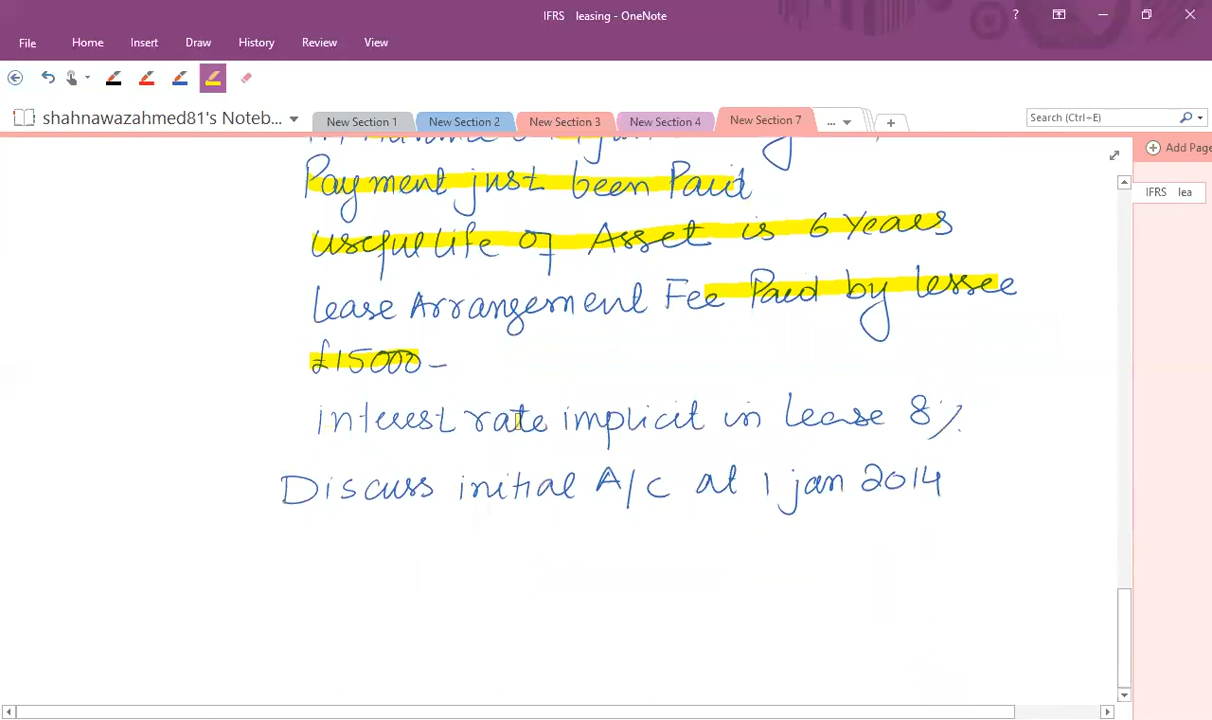 IFRS leasing - OneNote
?
File Home Insert Draw History Review View
shahnawazahmed81's Noteb...
New Section 1 New Section 2 New Section 3 New Section 4 New Section 7 ...
Search (Ctrl+E)
Add Page
IFRS lea
Payment just been Paid
useful life of Asset is 6 Years
lease Arrangement Fee Paid by lessee
£15000-
interest rate implicit in lease 8%
Discuss initial A/C at 1 jan 2014